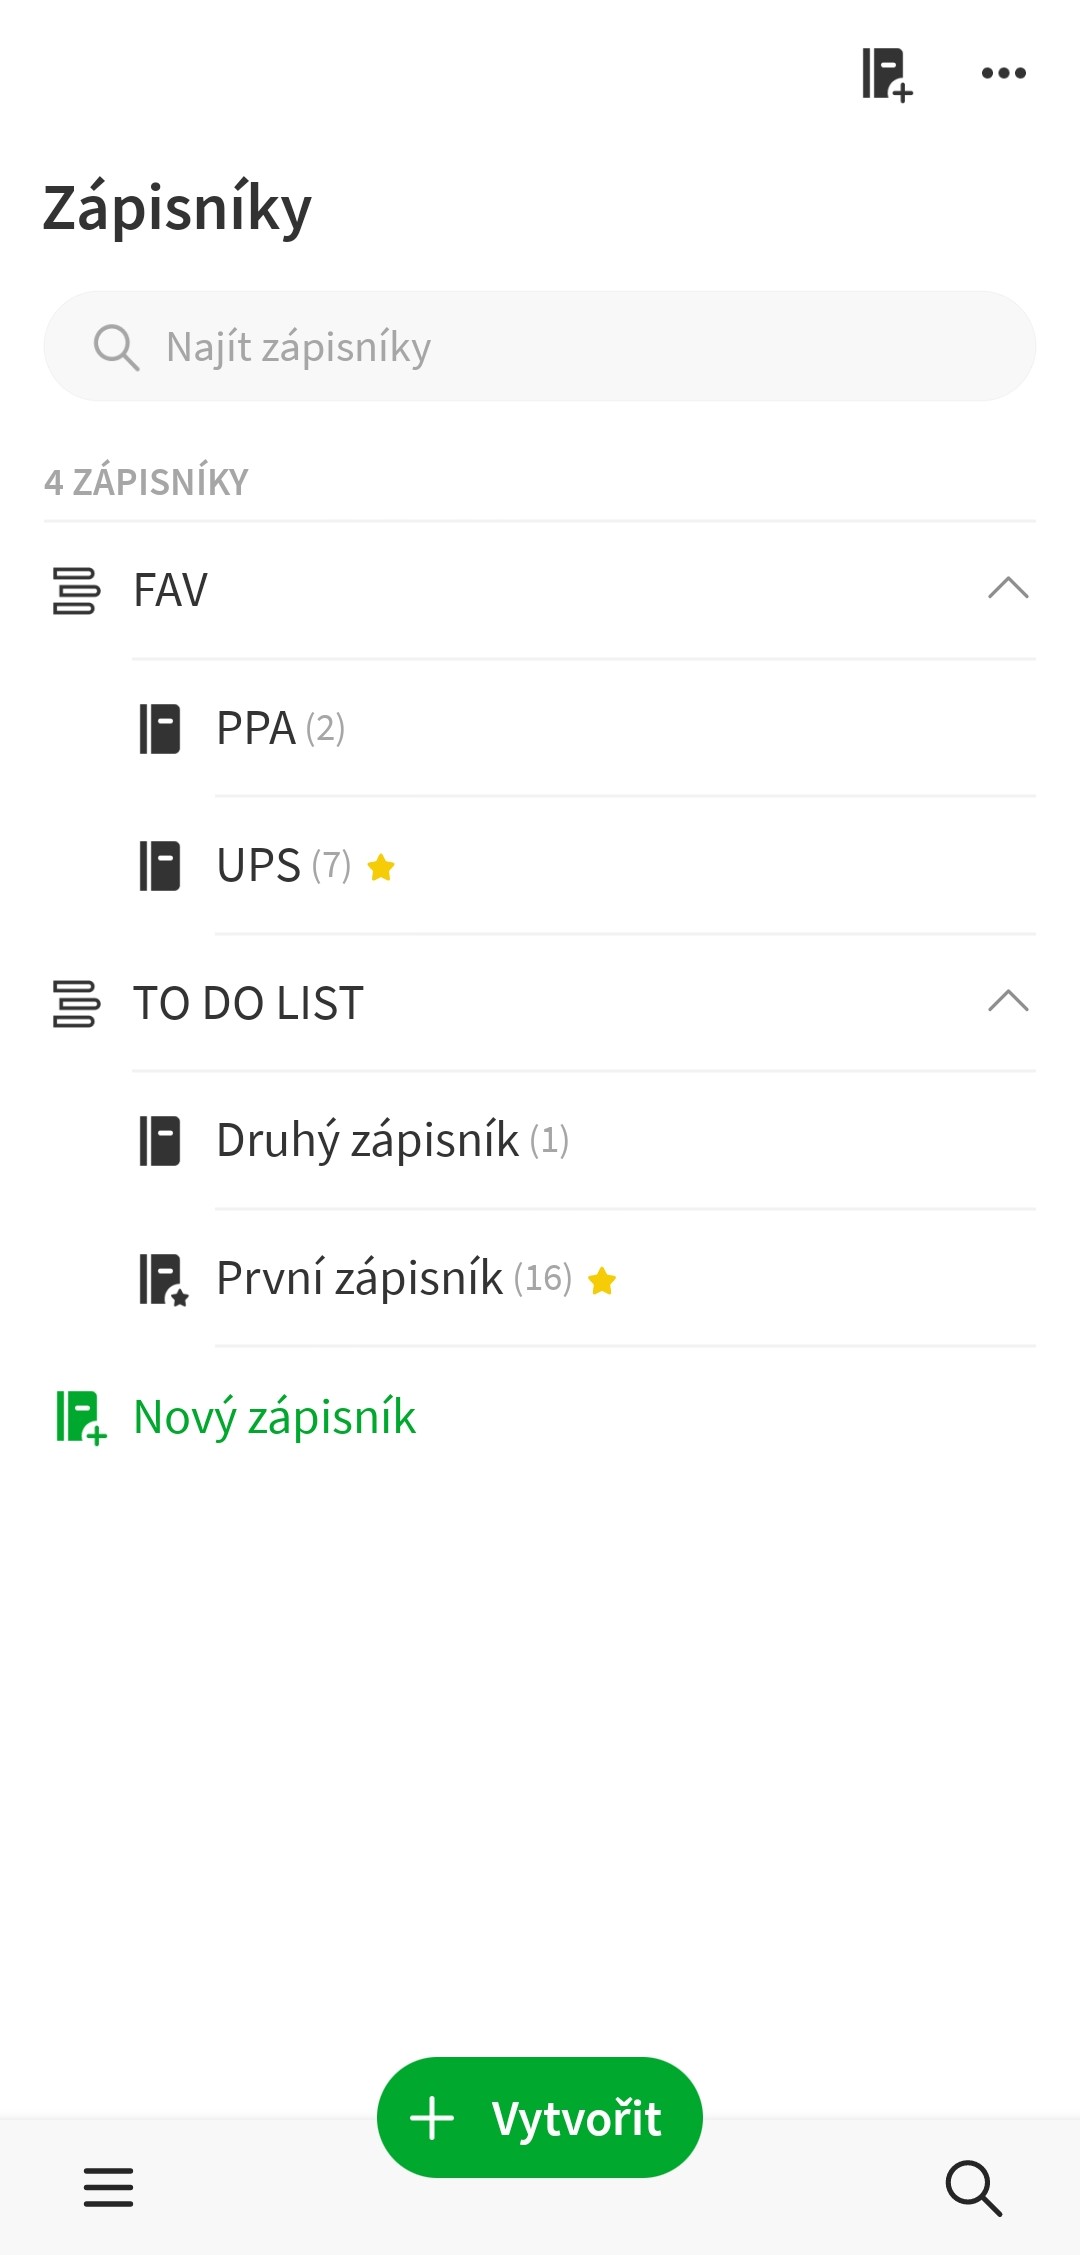 Zápisníky
Najít zápisníky
4 ZÁPISNÍKY
FAV
PPA (2)
UPS (7)
TO DO LIST
Druhý zápisník (1)
První zápisník (16)
Nový zápisník
Vytvořit